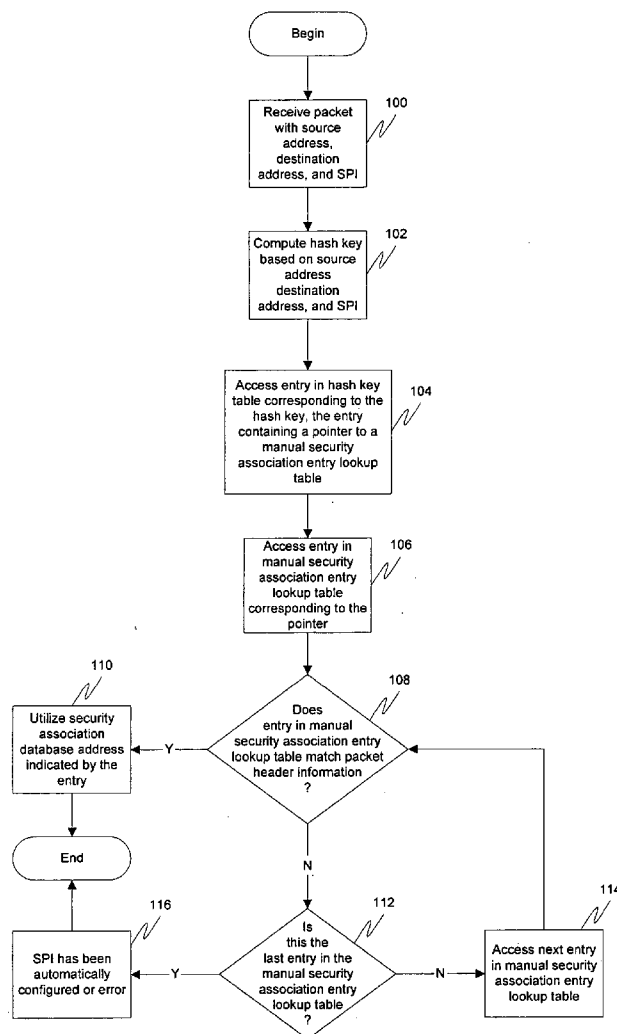 Begin
100
Receive packet
with source
address,
destination
address, and SPI
102
Compute hash key
based on source
address
destination
address, and SPI
104
Access entry in hash key
table corresponding to the
hash key, the entry
containing a pointer to a
manual security
association entry lookup
table
106
Access entry in
manual security
association entry
lookup table
corresponding to the
pointer
108
Does
entry in manual
security association entry
lookup table match packet
header information
?
Y
110
Utilize security
association
database address
indicated by the
entry
End
N
112
Is
this the
last entry in the
manual security
association entry
lookup table
?
Y
116
SPI has been
automatically
configured or error
N
114
Access next entry
in manual security
association entry
lookup table